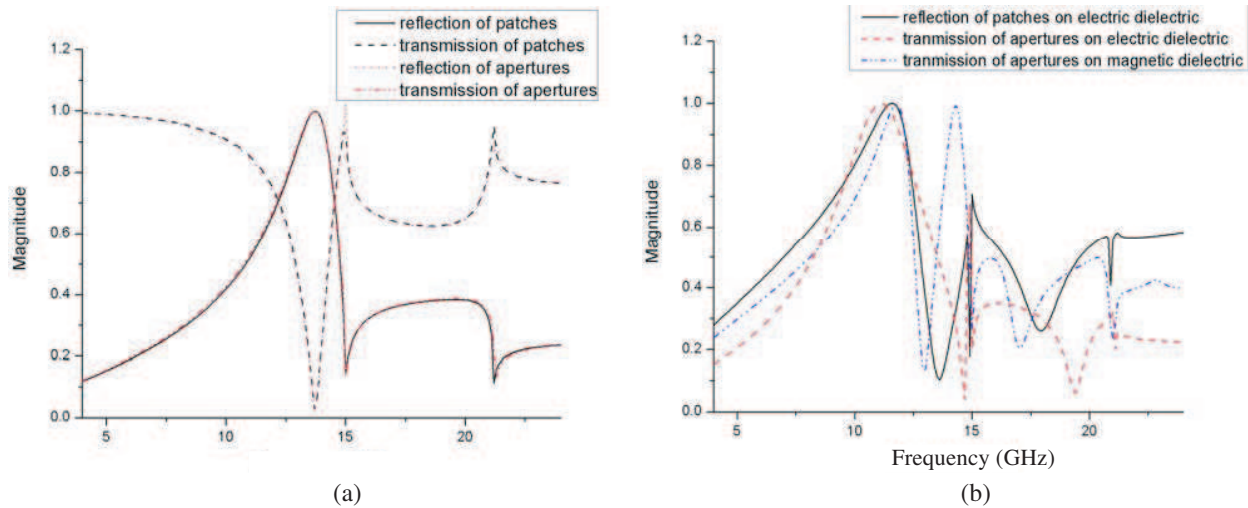 reflection of patches
transmission of patches
reflection of apertures
transmission of apertures
1.2
1.0
0.8
0.6
0.4
0.2
0.0
Magnitude
5
10
15
20
(a)
reflection of patches on electric dielectric
tranmission of apertures on electric dielectric
tranmission of apertures on magnetic dielectric
1.2
1.0
0.8
0.6
0.4
0.2
0.0
Magnitude
5
10
15
20
Frequency (GHz)
(b)